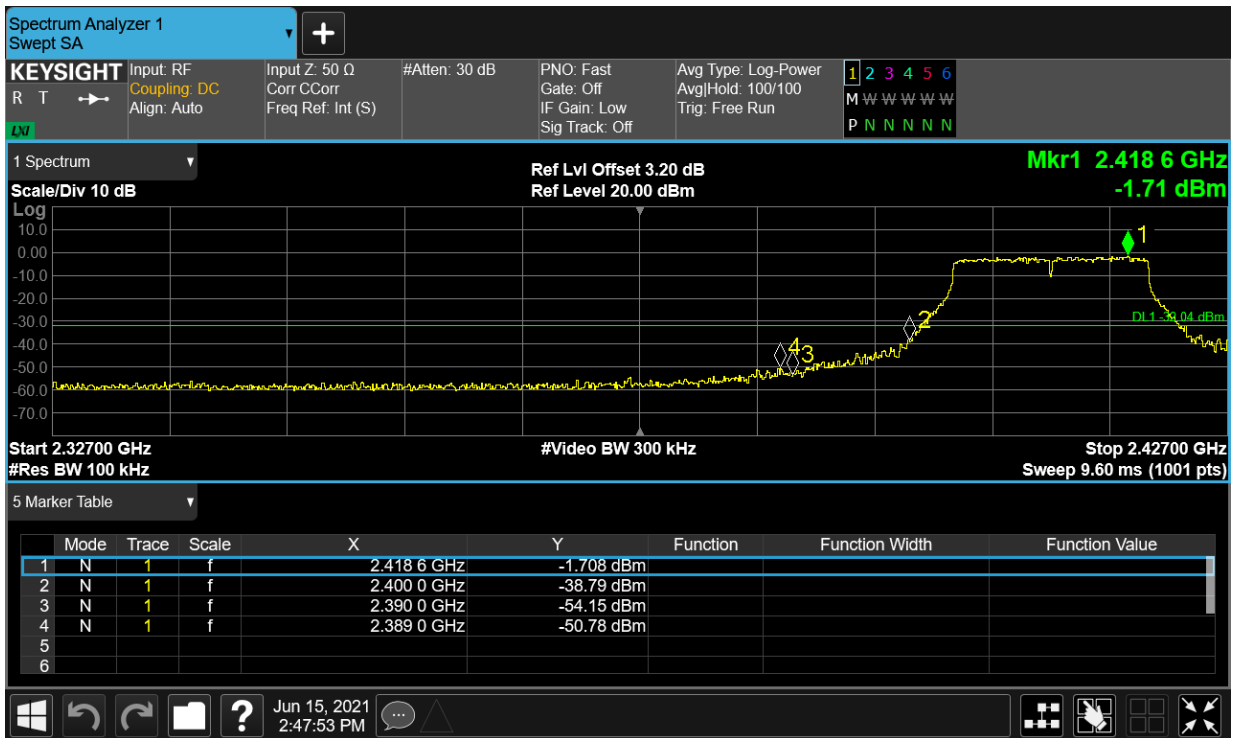 Spectrum Analyzer 1
Swept SA
KEYSIGHT Input: RF Input Z: 50 Ω #Atten: 30 dB PNO: Fast Avg Type: Log-Power 1 2 3 4 5 6
R T Coupling: DC Corr CCorr Gate: Off Avg|Hold: 100/100 M W W W W W
Align: Auto Freq Ref: Int (S) IF Gain: Low Trig: Free Run
LXI Sig Track: Off P N N N N N N
1 Spectrum Ref Lvl Offset 3.20 dB Mkr1 2.418 6 GHz
Scale/Div 10 dB Ref Level 20.00 dBm -1.71 dBm
Log
10.0
1
0.00
-10.0
-20.0
2
-30.0
-40.0
4 3
-50.0
-60.0
-70.0
Start 2.32700 GHz #Video BW 300 kHz Stop 2.42700 GHz
#Res BW 100 kHz Sweep 9.60 ms (1001 pts)
5 Marker Table
Mode Trace Scale X Y Function Function Width Function Value
1 N 1 f 2.418 6 GHz -1.708 dBm
2 N 1 f 2.400 0 GHz -38.79 dBm
3 N 1 f 2.390 0 GHz -54.15 dBm
4 N 1 f 2.389 0 GHz -50.78 dBm
5
6
? Jun 15, 2021
2:47:53 PM